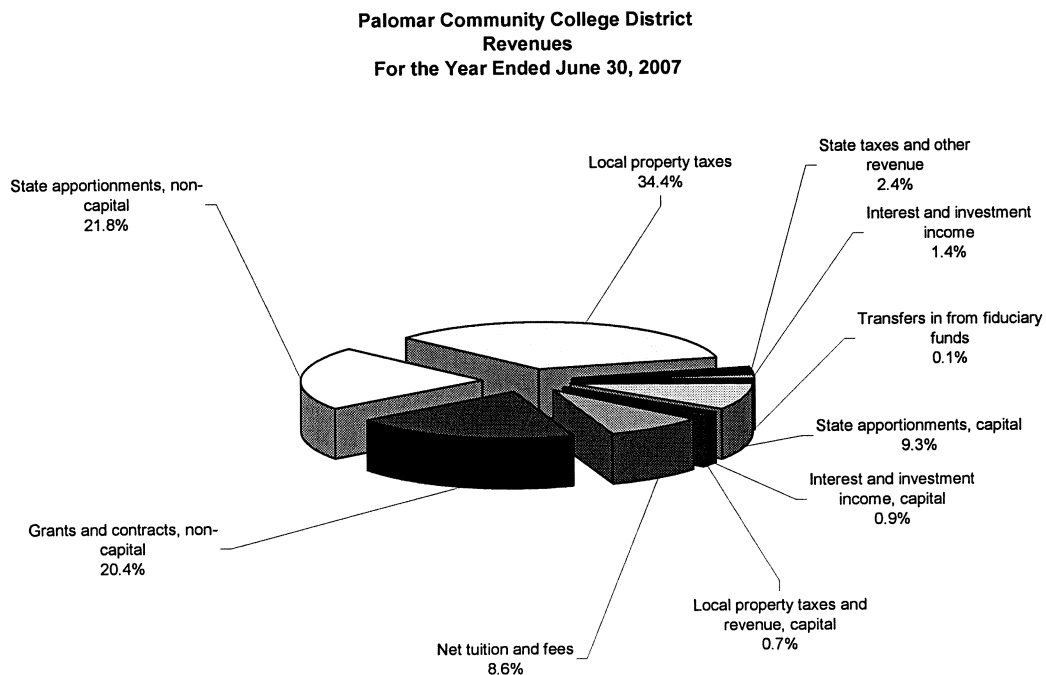 Palomar Community College District
Revenues
For the Year Ended June 30, 2007
State apportionments, non-
capital
21.8%
Local property taxes
34.4%
State taxes and other
revenue
2.4%
Interest and investment
income
1.4%
Transfers in from fiduciary
funds
0.1%
State apportionments, capital
9.3%
Interest and investment
income, capital
0.9%
Local property taxes and
revenue, capital
0.7%
Net tuition and fees
8.6%
Grants and contracts, non-
capital
20.4%